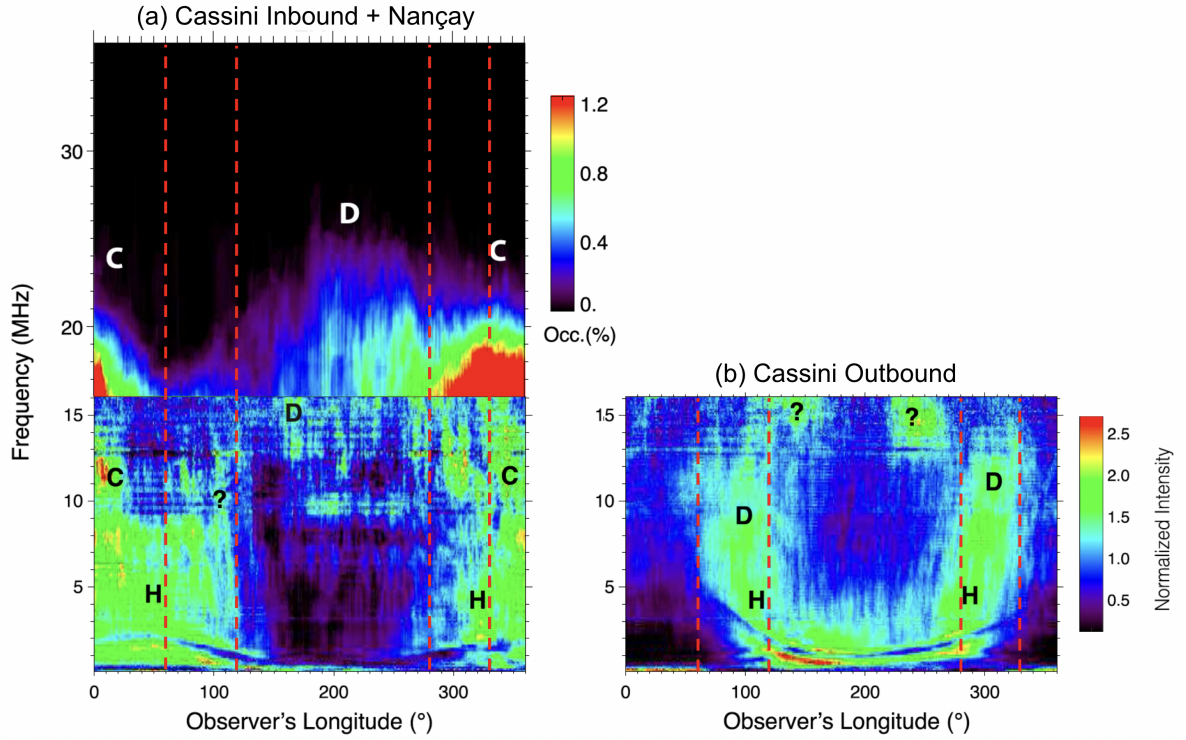 (a) Cassini Inbound + Nançay
30
20
15
10
5
Frequency (MHz)
C
D
C
D
C
C
?
H
H
0
100
200
300
Observer's Longitude (°)
1.2
0.8
0.4
0.
Occ.(%)
(b) Cassini Outbound
15
10
5
?
?
D
D
H
H
0
100
200
300
Observer's Longitude (°)
2.5
2.0
1.5
1.0
0.5
Normalized Intensity